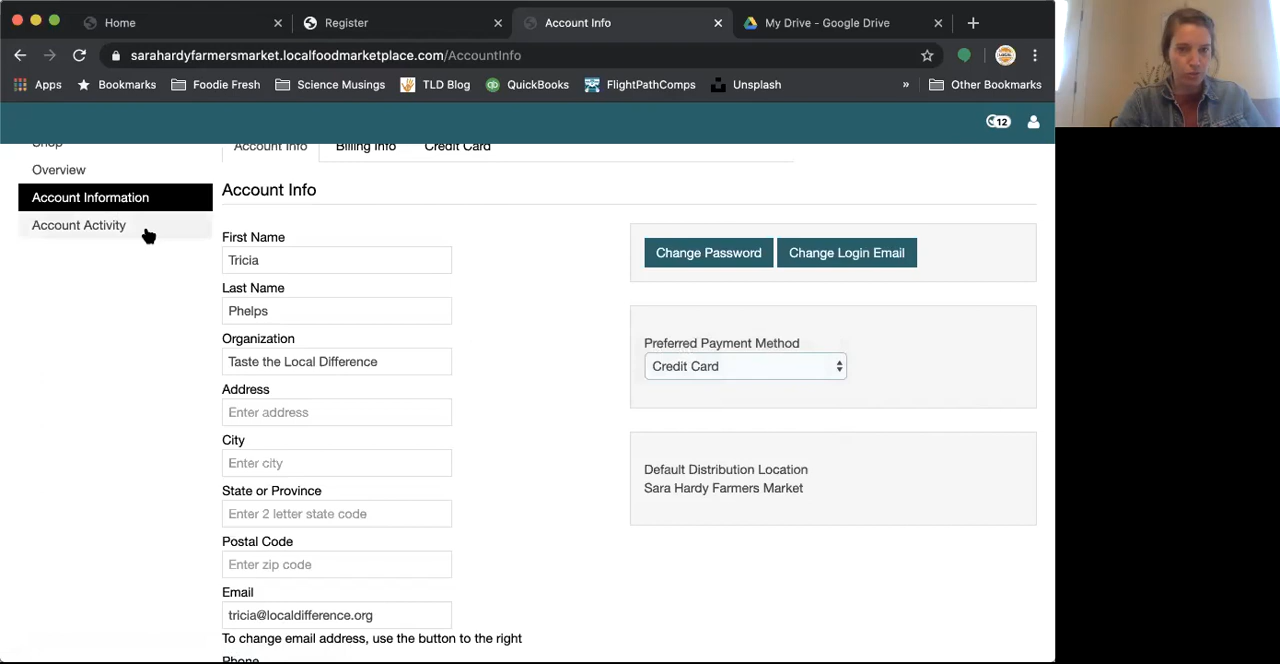 Home
Register
Account Info
My Drive - Google Drive
sarahardyfarmersmarket.localfoodmarketplace.com/AccountInfo
Apps
Bookmarks
Foodie Fresh
Science Musings
TLD Blog
QuickBooks
FlightPathComps
Unsplash
»
Other Bookmarks
12
Shop
Overview
Account Information
Account Activity
Account Info
Billing Info
Credit Card
Account Info
First Name
Tricia
Last Name
Phelps
Organization
Taste the Local Difference
Address
Enter address
City
Enter city
State or Province
Enter 2 letter state code
Postal Code
Enter zip code
Email
tricia@localdifference.org
To change email address, use the button to the right
Phone
Change Password
Change Login Email
Preferred Payment Method
Credit Card
Default Distribution Location
Sara Hardy Farmers Market